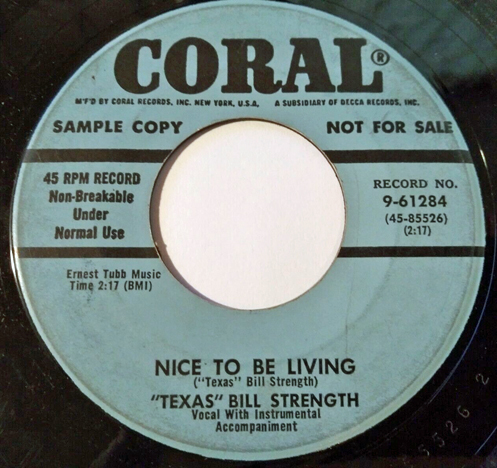 CORAL®
M'F'D BY CORAL RECORDS, INC. NEW YORK, U.S.A. A SUBSIDIARY OF DECCA RECORDS, INC.
SAMPLE COPY NOT FOR SALE
45 RPM RECORD
Non-Breakable
Under
Normal Use
RECORD NO.
9-61284
(45-85526)
(2:17)
Ernest Tubb Music
Time 2:17 (BMI)
NICE TO BE LIVING
("Texas" Bill Strength)
"TEXAS" BILL STRENGTH
Vocal With Instrumental
Accompaniment
5526 2